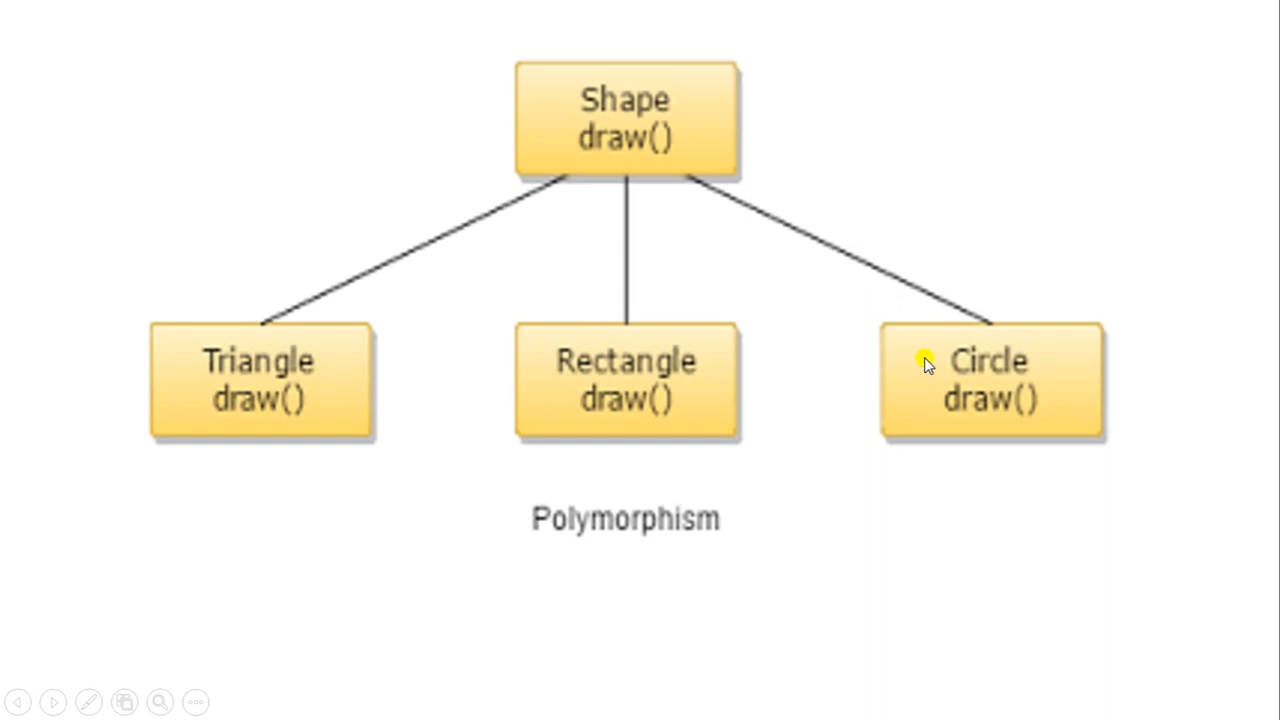 Shape
draw()
Triangle
draw()
Rectangle
draw()
Circle
draw()
Polymorphism